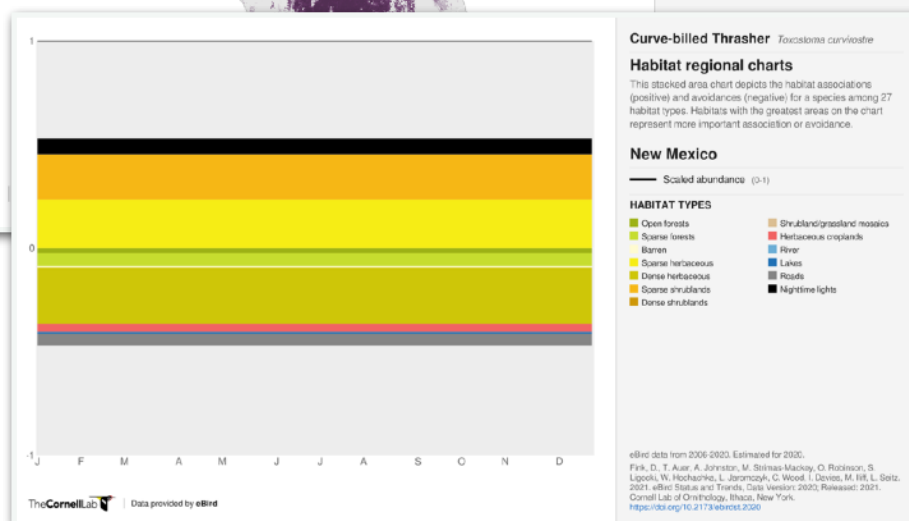 1
0
-1
J F M A M J J A S O N D
TheCornellLab Data provided by eBird
Curve-billed Thrasher Toxostoma curvirostre
Habitat regional charts
This stacked area chart depicts the habitat associations
(positive) and avoidances (negative) for a species among 27
habitat types. Habitats with the greatest areas on the chart
represent more important association or avoidance.
New Mexico
Scaled abundance (0-1)
HABITAT TYPES
Open forests
Sparse forests
Barren
Sparse herbaceous
Dense herbaceous
Sparse shrublands
Dense shrublands
Shrubland/grassland mosaics
Herbaceous croplands
River
Lakes
Roads
Nighttime lights
eBird data from 2006-2020. Estimated for 2020.
Fink, D., T. Auer, A. Johnston, M. Strimas-Mackey, O. Robinson, S.
Ligocki, W. Hochachka, L. Jaromczyk, C. Wood, I. Davies, M. Iliff, L. Seitz.
2021. eBird Status and Trends, Data Version: 2020; Released: 2021.
Cornell Lab of Ornithology, Ithaca, New York.
https://doi.org/10.2173/ebirdst.2020